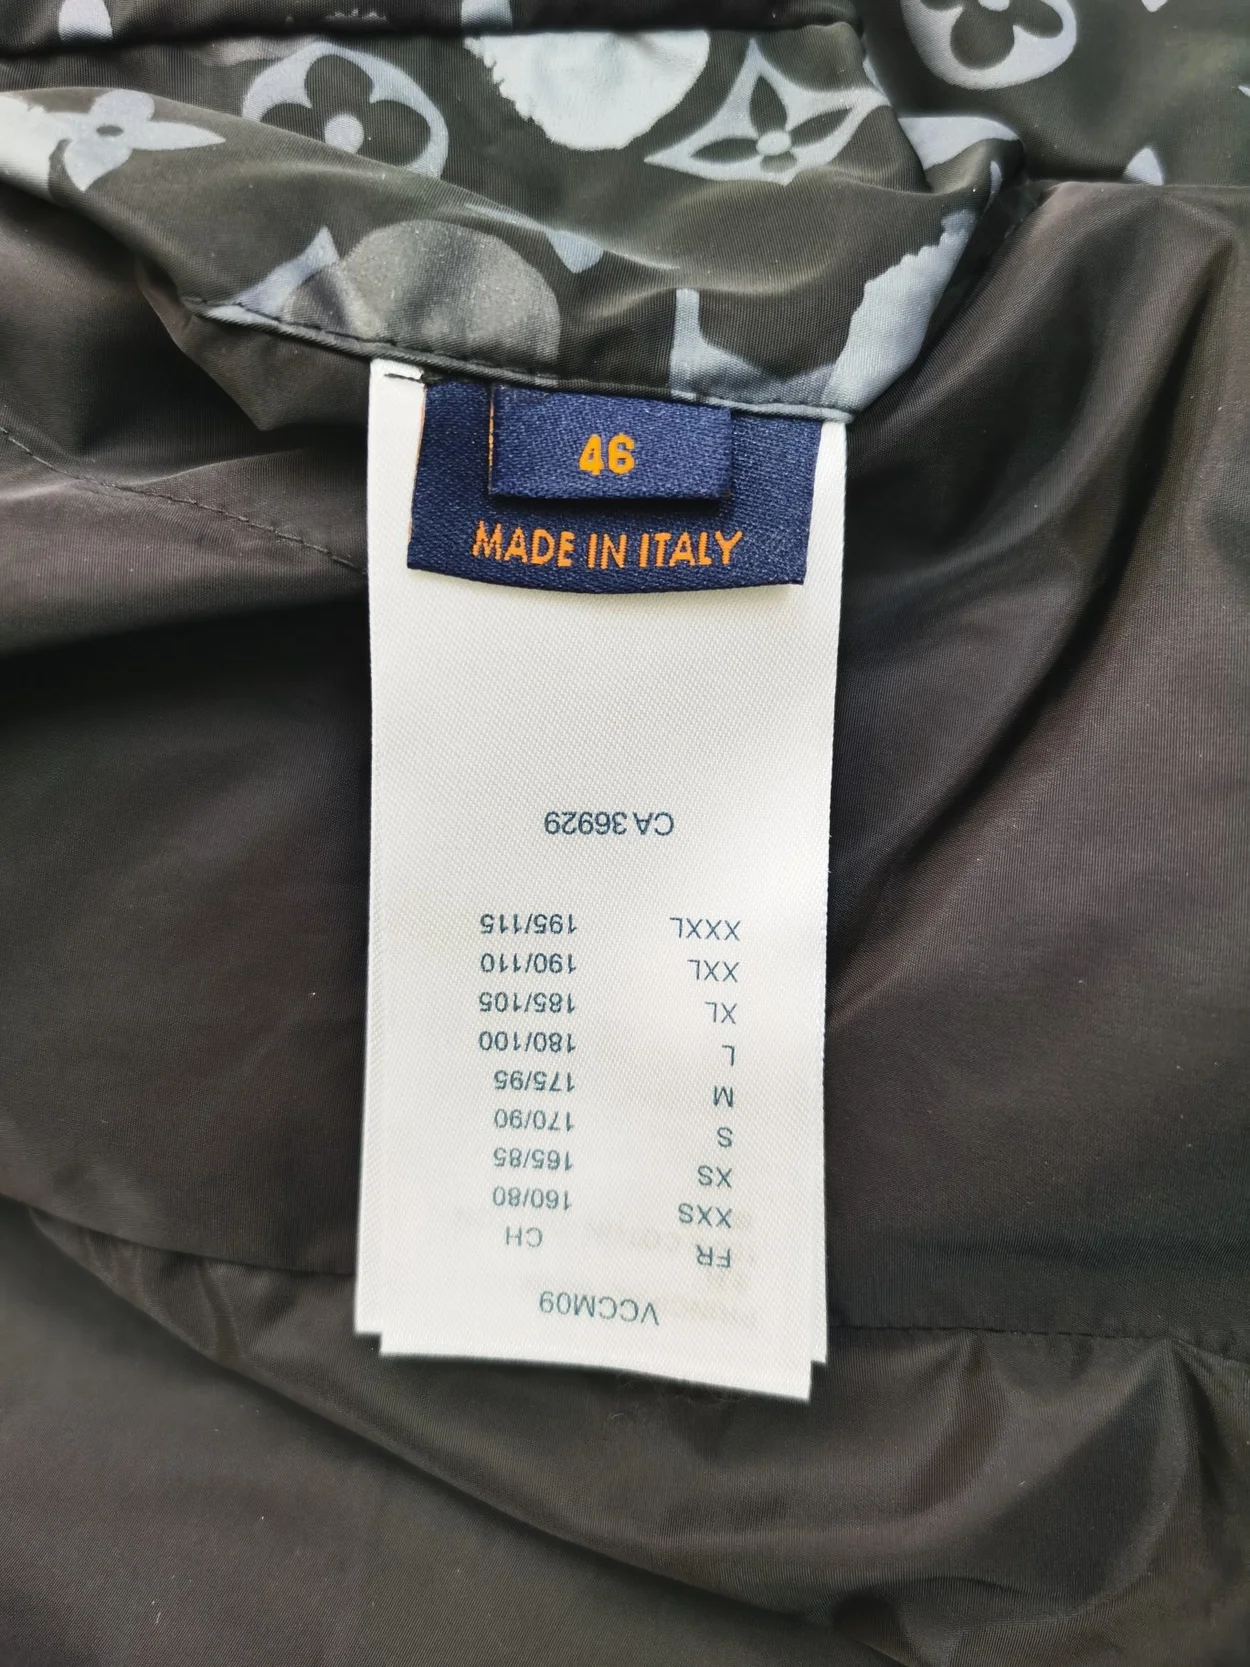 46
MADE IN ITALY
VCCM09
FR CH
XXS 160/80
XS 165/85
S 170/90
M 175/95
L 180/100
XL 185/105
XXL 190/110
XXXL 195/115
CA 36929